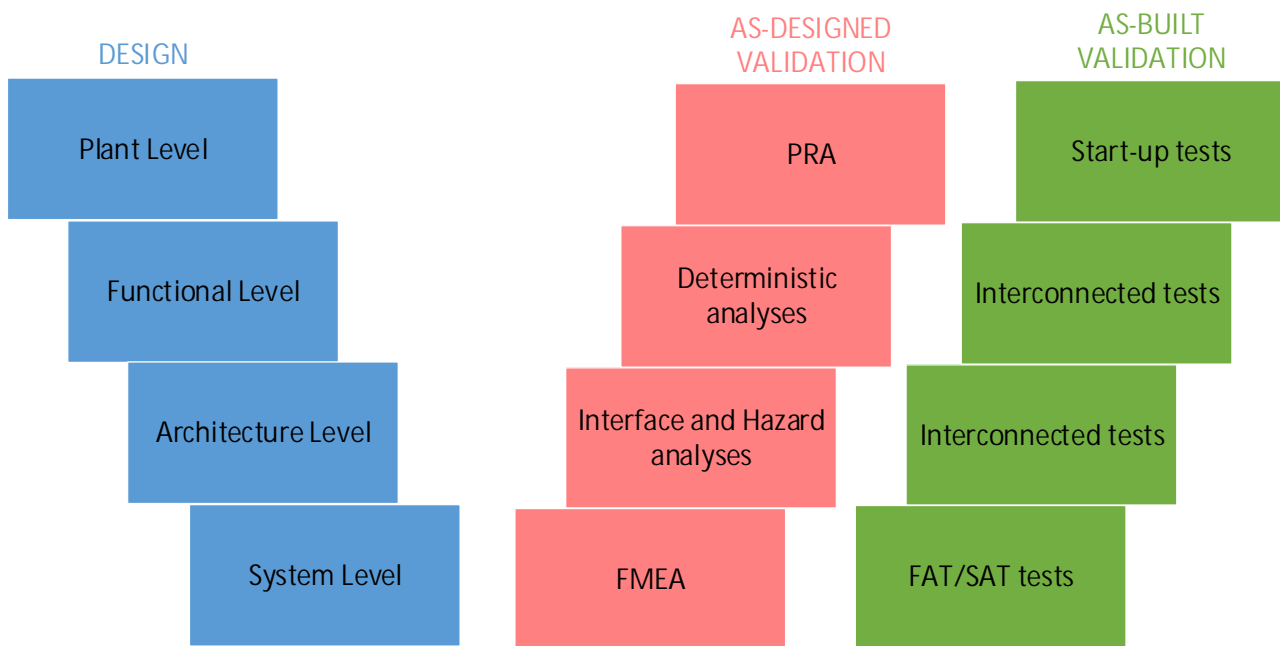 DESIGN
AS-DESIGNED
VALIDATION
AS-BUILT
VALIDATION
Plant Level
PRA
Start-up tests
Functional Level
Deterministic
analyses
Interconnected tests
Architecture Level
Interface and Hazard
analyses
Interconnected tests
System Level
FMEA
FAT/SAT tests